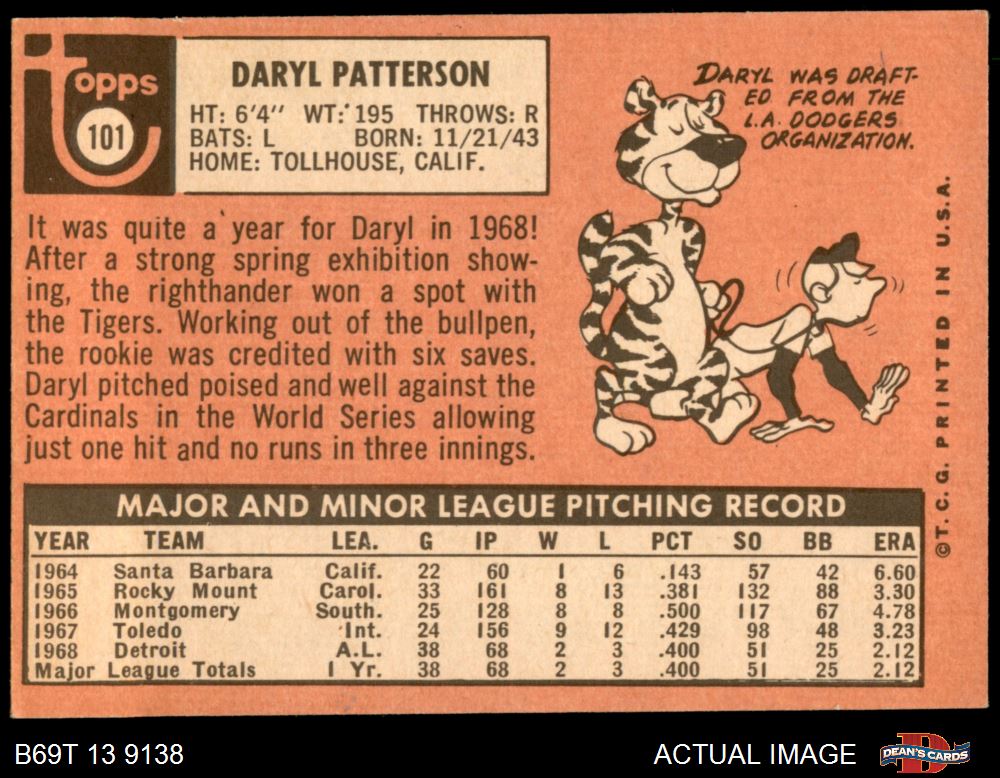 topps
101
DARYL PATTERSON
HT: 6'4" WT: 195 THROWS: R
BATS: L BORN: 11/21/43
HOME: TOLLHOUSE, CALIF.
DARYL WAS DRAFT-
ED FROM THE
L.A. DODGERS
ORGANIZATION.
It was quite a year for Daryl in 1968!
After a strong spring exhibition show-
ing, the righthander won a spot with
the Tigers. Working out of the bullpen,
the rookie was credited with six saves.
Daryl pitched poised and well against the
Cardinals in the World Series allowing
just one hit and no runs in three innings.
MAJOR AND MINOR LEAGUE PITCHING RECORD
YEAR TEAM LEA. G IP W L PCT SO BB ERA
1964 Santa Barbara Calif. 22 60 1 6 .143 57 42 6.60
1965 Rocky Mount Carol. 33 161 8 13 .381 132 88 3.30
1966 Montgomery South. 25 128 8 8 .500 117 67 4.78
1967 Toledo Int. 24 156 9 12 .429 98 48 3.23
1968 Detroit A.L. 38 68 2 3 .400 51 25 2.12
Major League Totals 1 Yr. 38 68 2 3 .400 51 25 2.12
© T. C. G. PRINTED IN U.S.A.
B69T 13 9138
ACTUAL IMAGE
D
DEAN'S CARDS